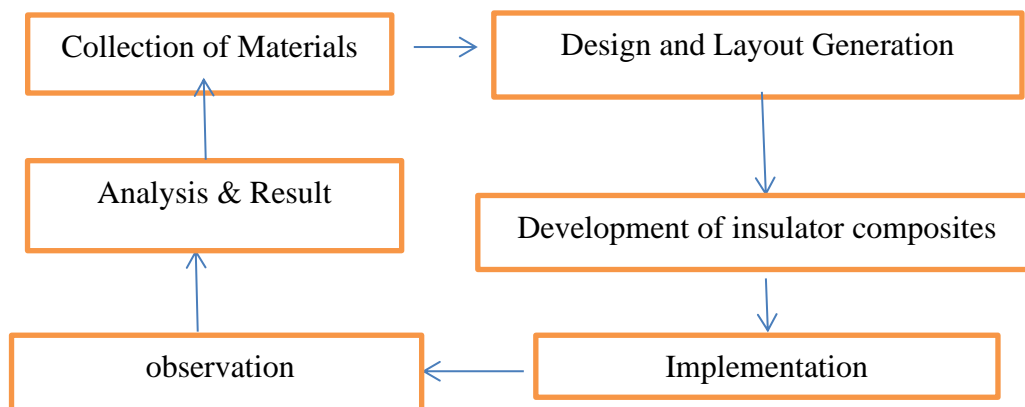 Collection of Materials
Design and Layout Generation
Analysis & Result
Development of insulator composites
observation
Implementation